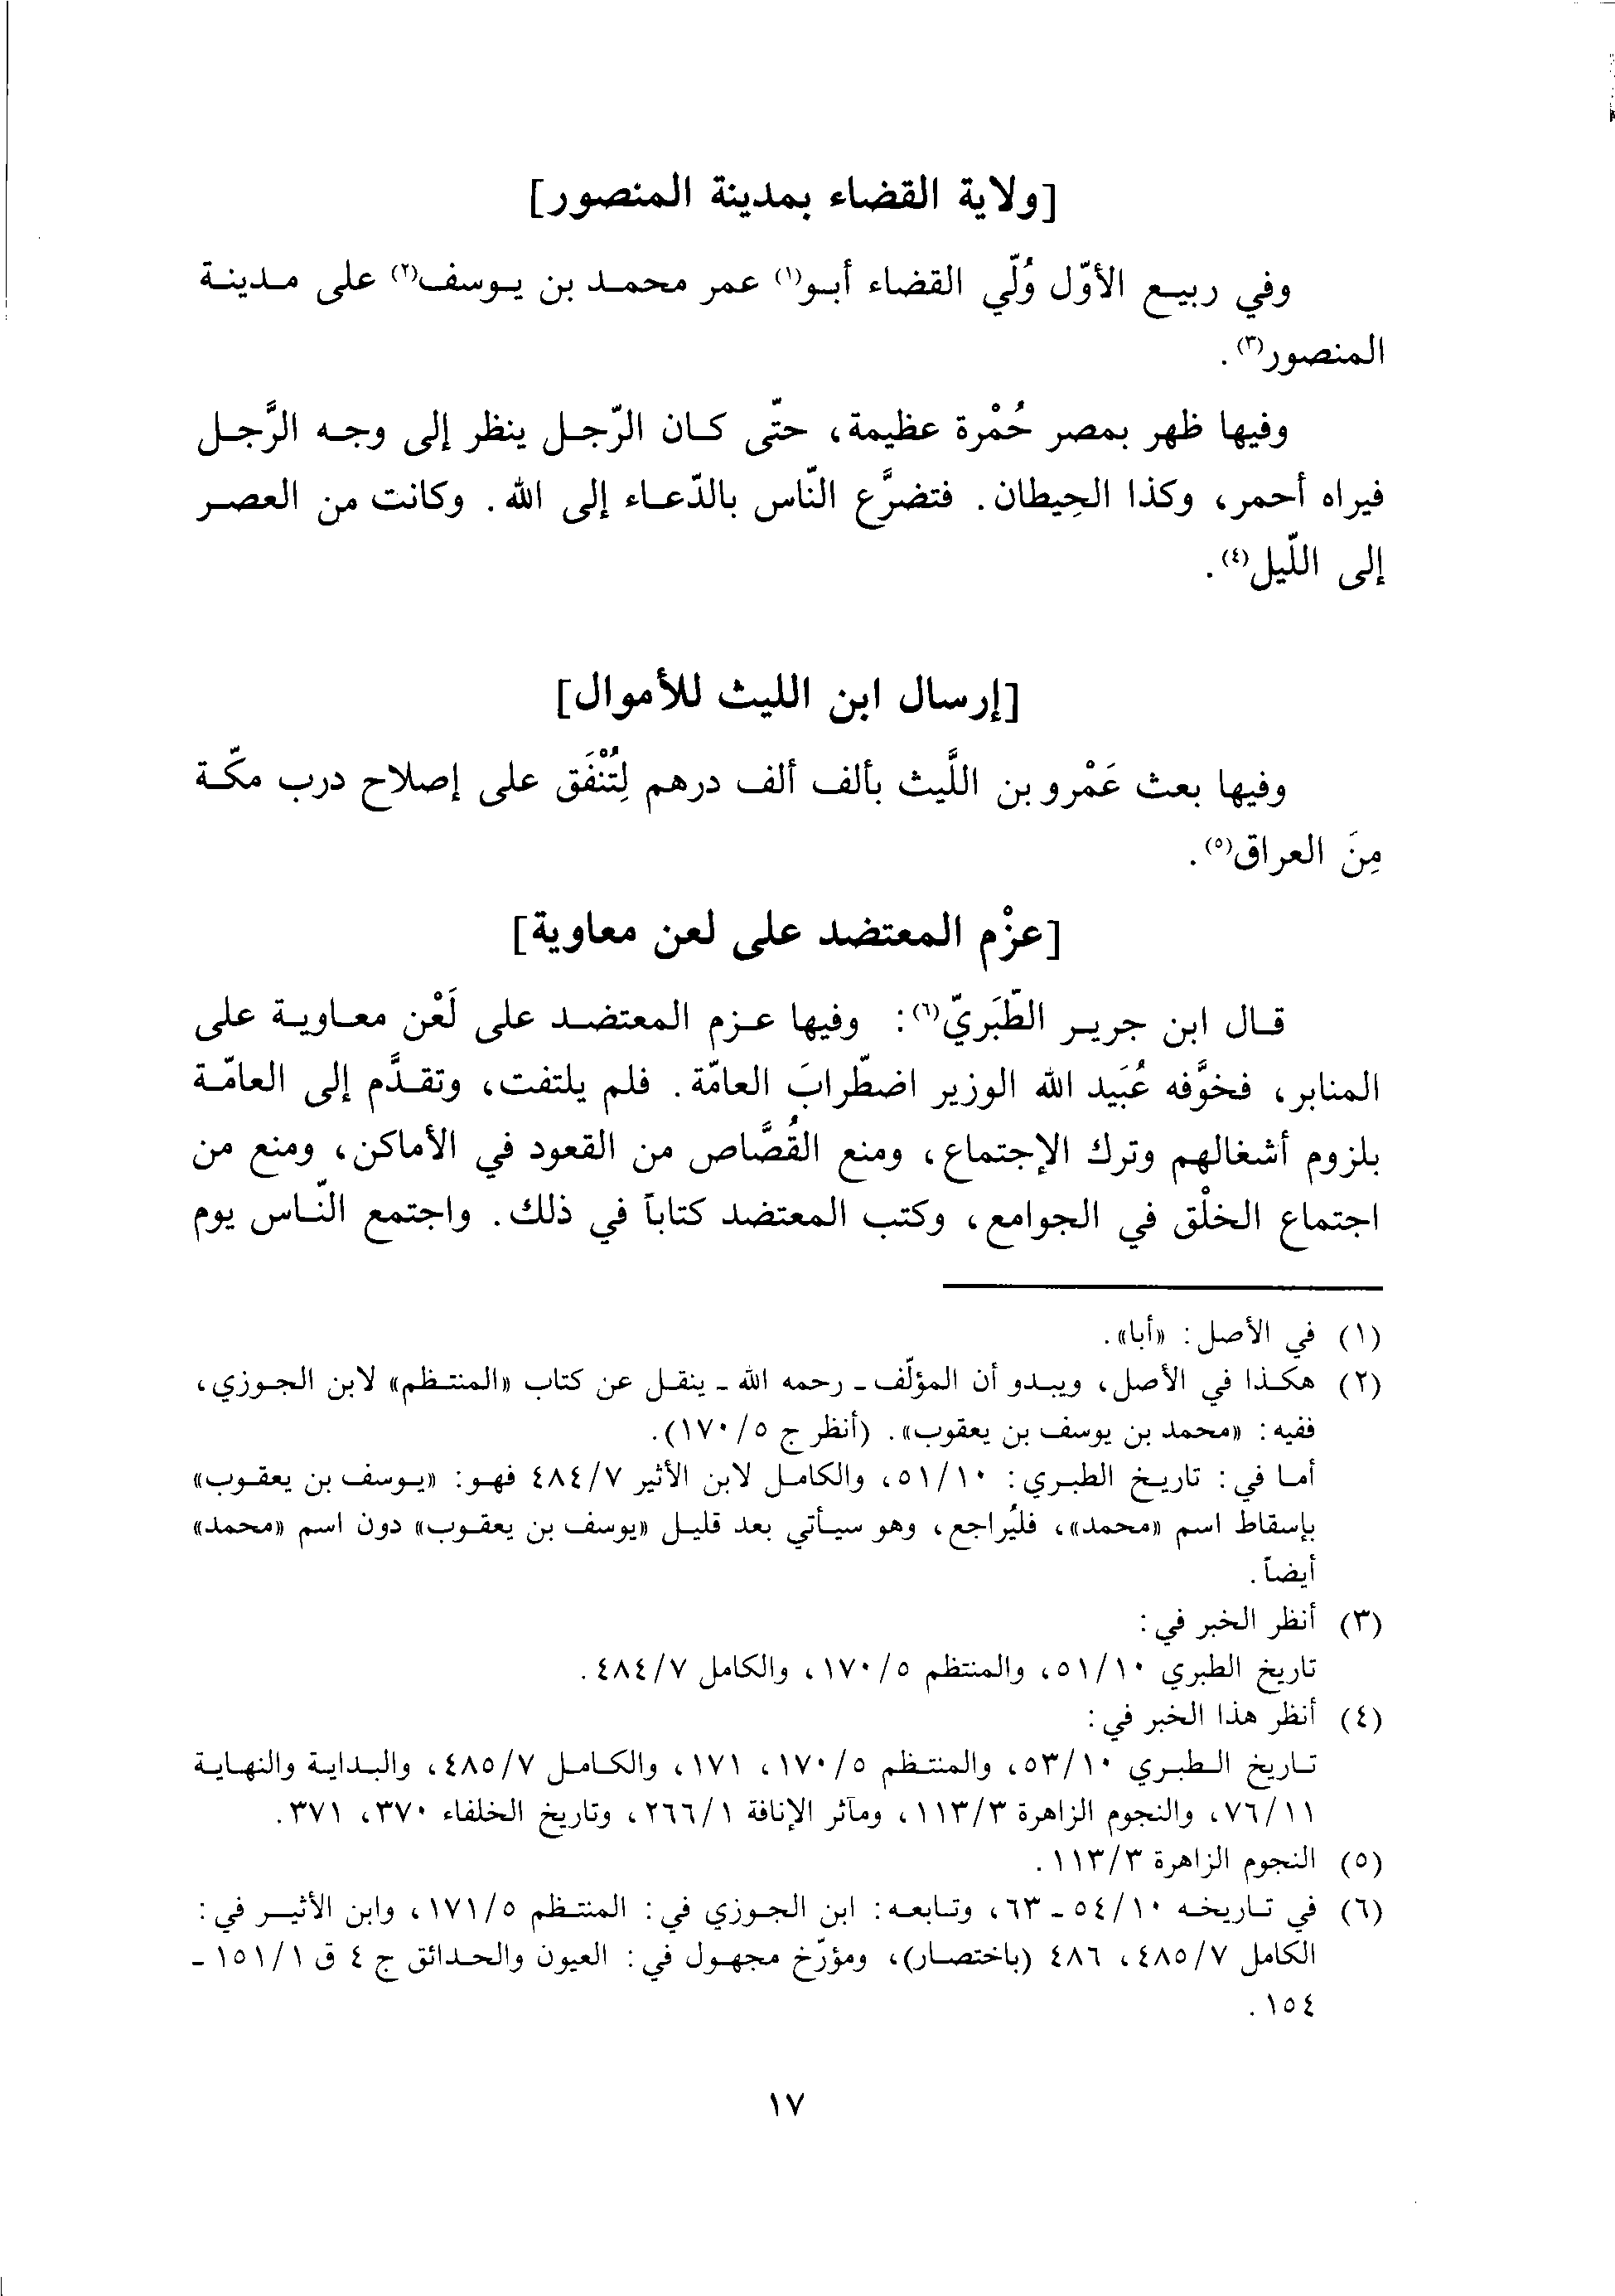 [ولاية القضاء بمدينة المنصور]
وفي ربيع الأوّل وُلّي القضاء أبو(١) عمر محمد بن يوسف(٢) على مدينة
المنصور(٣).
وفيها ظهر بمصر حُمْرة عظيمة، حتّى كان الرّجل ينظر إلى وجه الرَّجل
فيراه أحمر، وكذا الحِيطان. فتضرَّع النّاس بالدّعاء إلى الله. وكانت من العصر
إلى اللّيل(٤).
[إرسال ابن الليث للأموال]
وفيها بعث عَمْرو بن اللَّيث بألف ألف درهم لِتُنْفَق على إصلاح درب مكّة
مِنَ العراق(٥).
[عزْم المعتضد على لعن معاوية]
قال ابن جرير الطَّبَريّ(٦): وفيها عزم المعتضد على لَعْن معاوية على
المنابر، فخوَّفه عُبَيد الله الوزير اضطّرابَ العامّة. فلم يلتفت، وتقدَّم إلى العامّة
بلزوم أشغالهم وترك الإجتماع، ومنع القُصَّاص من القعود في الأماكن، ومنع من
اجتماع الخلْق في الجوامع، وكتب المعتضد كتاباً في ذلك. واجتمع النّاس يوم
(١) في الأصل: «أبا».
(٢) هكذا في الأصل، ويبدو أن المؤلّف ـ رحمه الله ـ ينقل عن كتاب «المنتظم» لابن الجوزي،
ففيه: «محمد بن يوسف بن يعقوب». (أنظر ج ٥/١٧٠).
أما في: تاريخ الطبري: ١٠/٥١، والكامل لابن الأثير ٧/٤٨٤ فهو: «يوسف بن يعقوب»
بإسقاط اسم «محمد»، فليُراجع، وهو سيأتي بعد قليل «يوسف بن يعقوب» دون اسم «محمد»
أيضاً.
(٣) أنظر الخبر في:
تاريخ الطبري ١٠/٥١، والمنتظم ٥/١٧٠، والكامل ٧/٤٨٤.
(٤) أنظر هذا الخبر في:
تاريخ الطبري ١٠/٥٣، والمنتظم ٥/١٧٠، ١٧١، والكامل ٧/٤٨٥، والبداية والنهاية
١١/٧٦، والنجوم الزاهرة ٣/١١٣، ومآثر الإنافة ١/٢٦٦، وتاريخ الخلفاء ٣٧٠، ٣٧١.
(٥) النجوم الزاهرة ٣/١١٣.
(٦) في تاريخه ١٠/٥٤ ـ ٦٣، وتابعه: ابن الجوزي في: المنتظم ٥/١٧١، وابن الأثير في:
الكامل ٧/٤٨٥، ٤٨٦ (باختصار)، ومؤرّخ مجهول في: العيون والحدائق ج ٤ ق ١/١٥١ ـ
١٥٤.
١٧